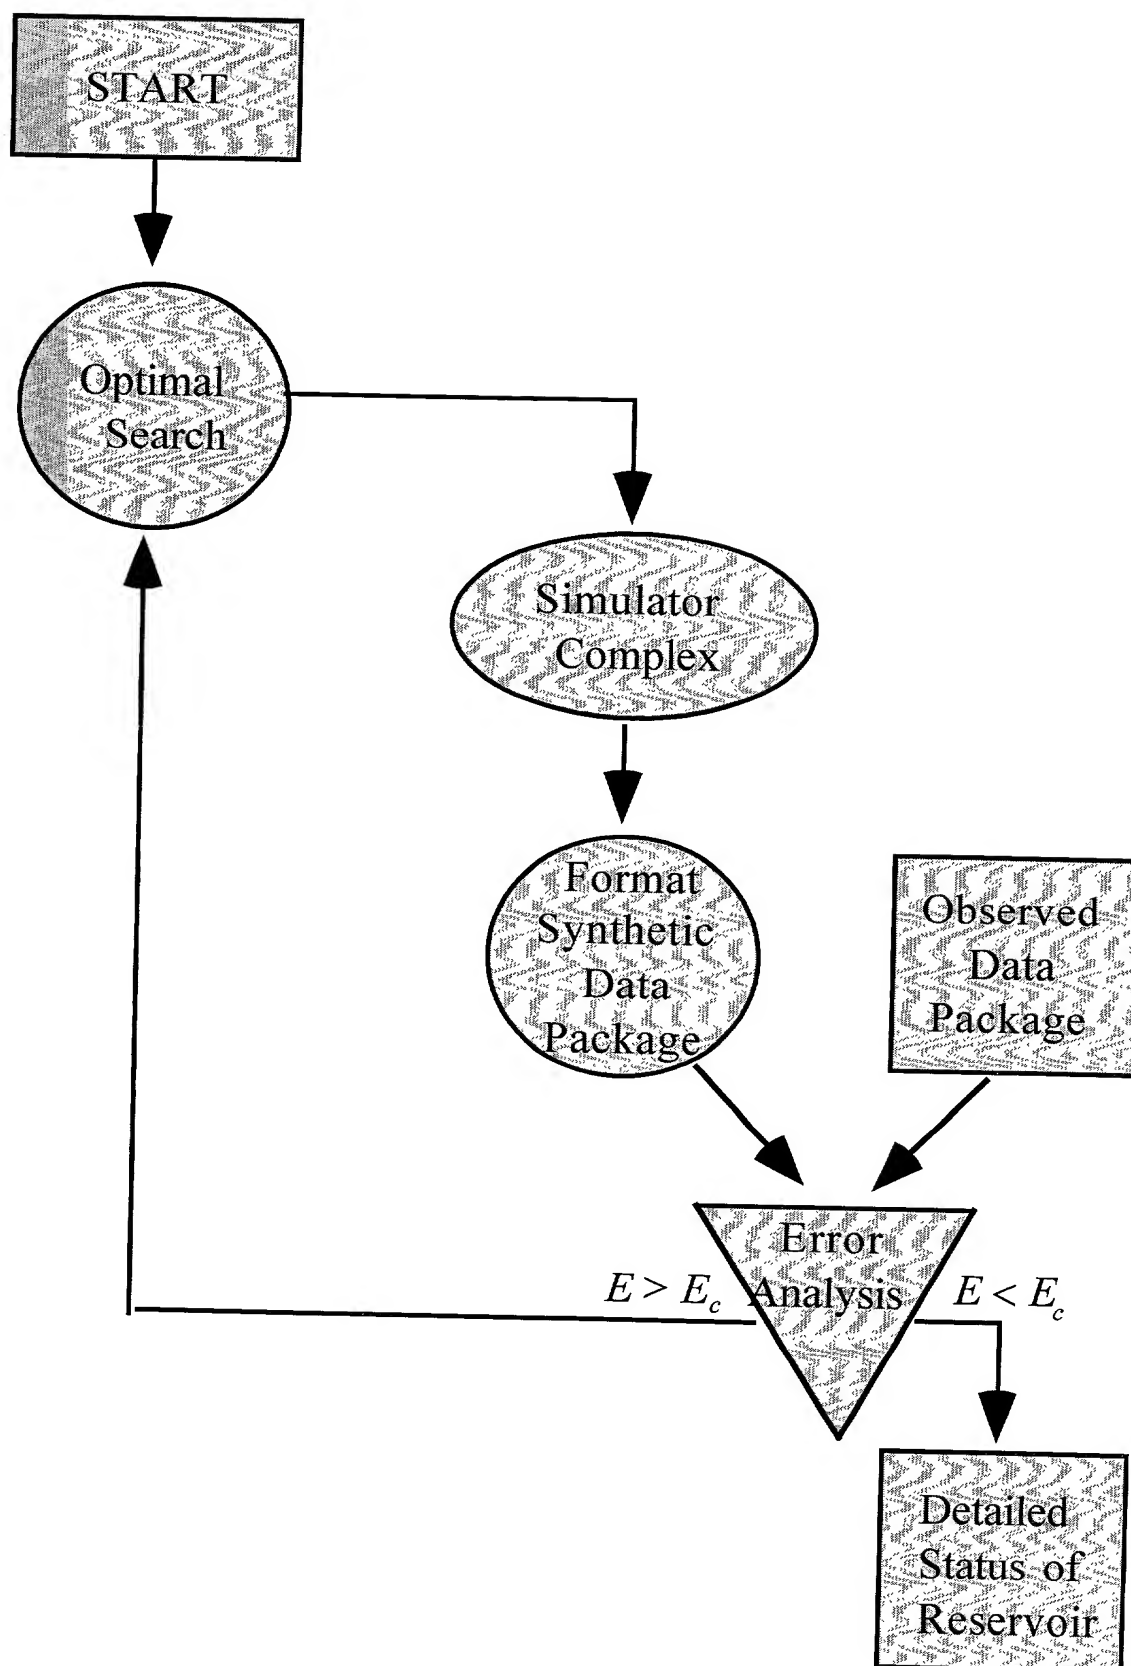 START
Optimal
Search
Simulator
Complex
Format
Synthetic
Data
Package
Observed
Data
Package
Error
Analysis
E > E_c
E < E_c
Detailed
Status of
Reservoir